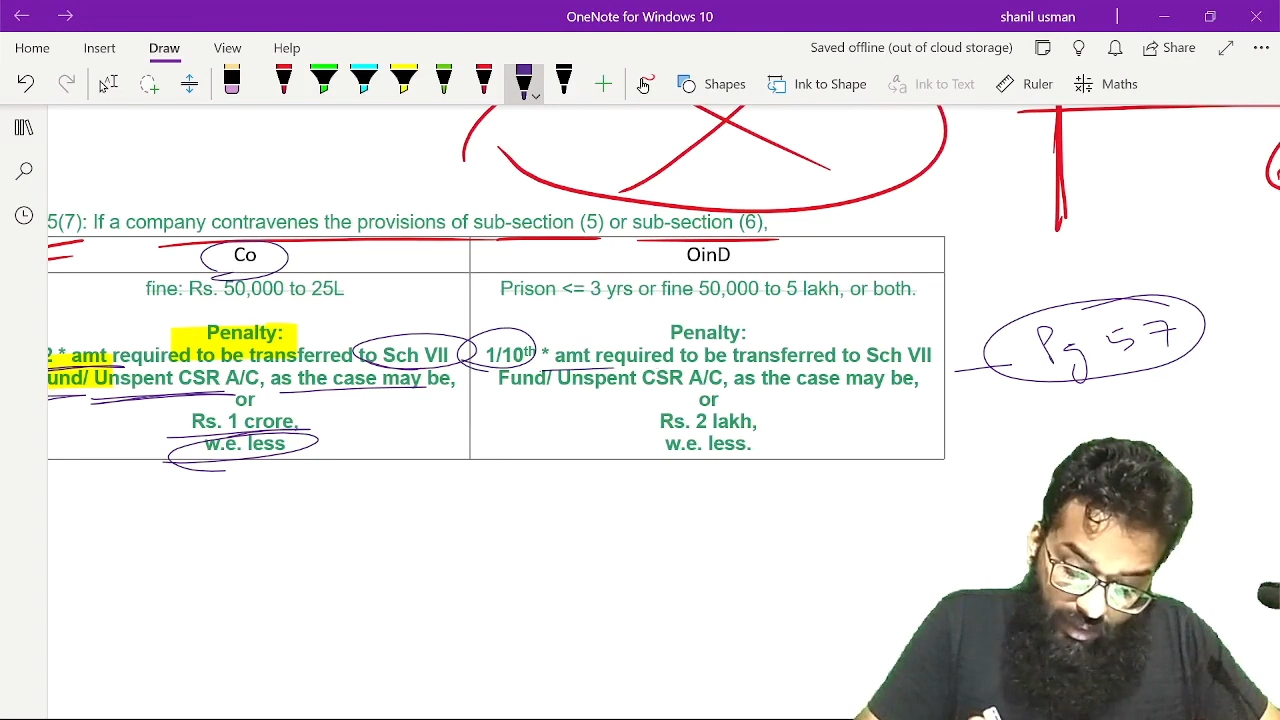 OneNote for Windows 10
shanil usman
Home Insert Draw View Help
Saved offline (out of cloud storage)
Share
Shapes
Ink to Shape
Ink to Text
Ruler
Maths
5(7): If a company contravenes the provisions of sub-section (5) or sub-section (6),
Co
OinD
fine: Rs. 50,000 to 25L
Prison <= 3 yrs or fine 50,000 to 5 lakh, or both.
Penalty:
2 * amt required to be transferred to Sch VII
und/ Unspent CSR A/C, as the case may be,
or
Rs. 1 crore,
w.e. less
Penalty:
1/10th * amt required to be transferred to Sch VII
Fund/ Unspent CSR A/C, as the case may be,
or
Rs. 2 lakh,
w.e. less.
Pg 57